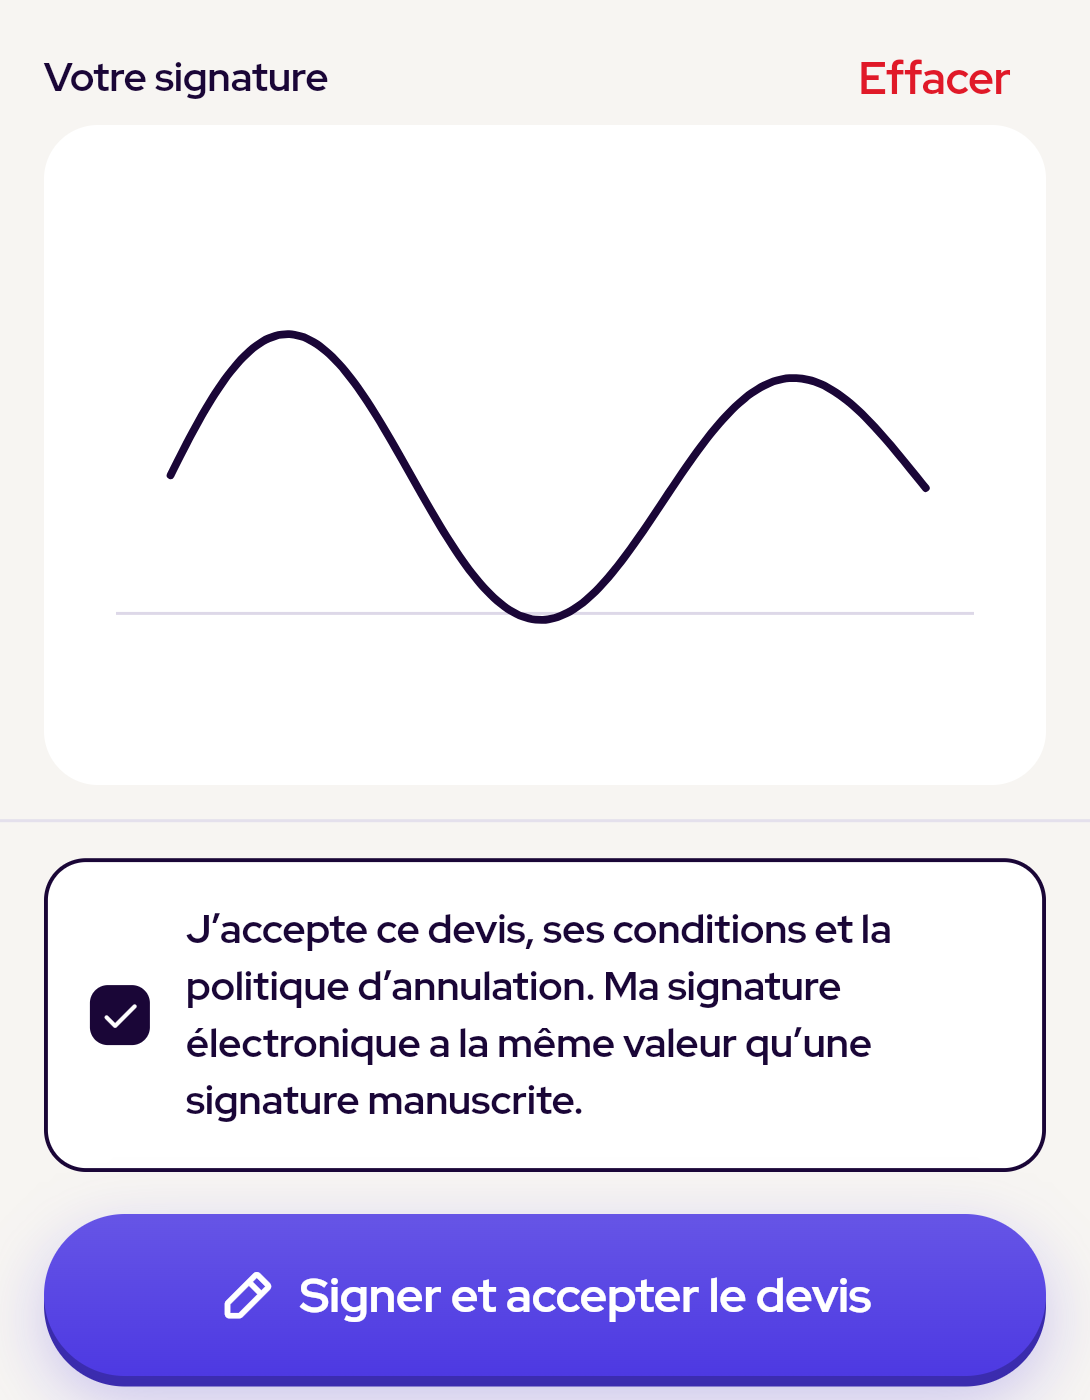 Votre signature
Effacer
J’accepte ce devis, ses conditions et la
politique d’annulation. Ma signature
électronique a la même valeur qu’une
signature manuscrite.
Signer et accepter le devis